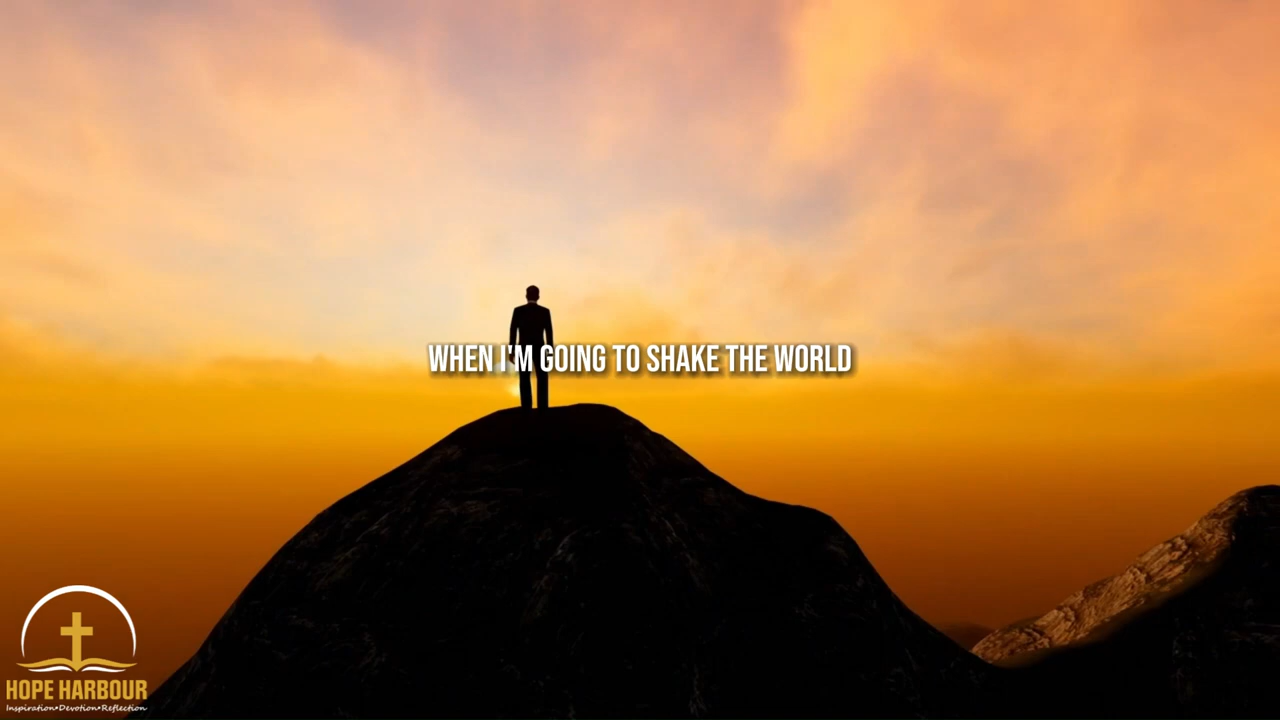 WHEN I'M GOING TO SHAKE THE WORLD
HOPE HARBOUR
Inspiration•Devotion•Reflection